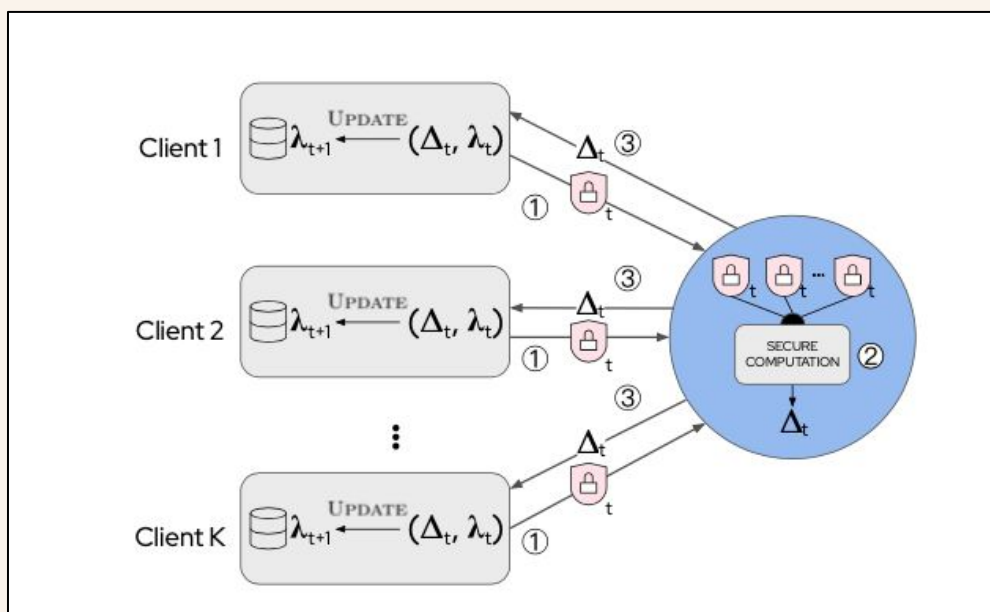 Client 1
UPDATE
λt+1 ← (Δt, λt)
Δt ③
① t
Client 2
UPDATE
λt+1 ← (Δt, λt)
③
Δt
① t
t t ... t
SECURE
COMPUTATION ②
Δt
⋮
Client K
UPDATE
λt+1 ← (Δt, λt)
③
Δt
① t